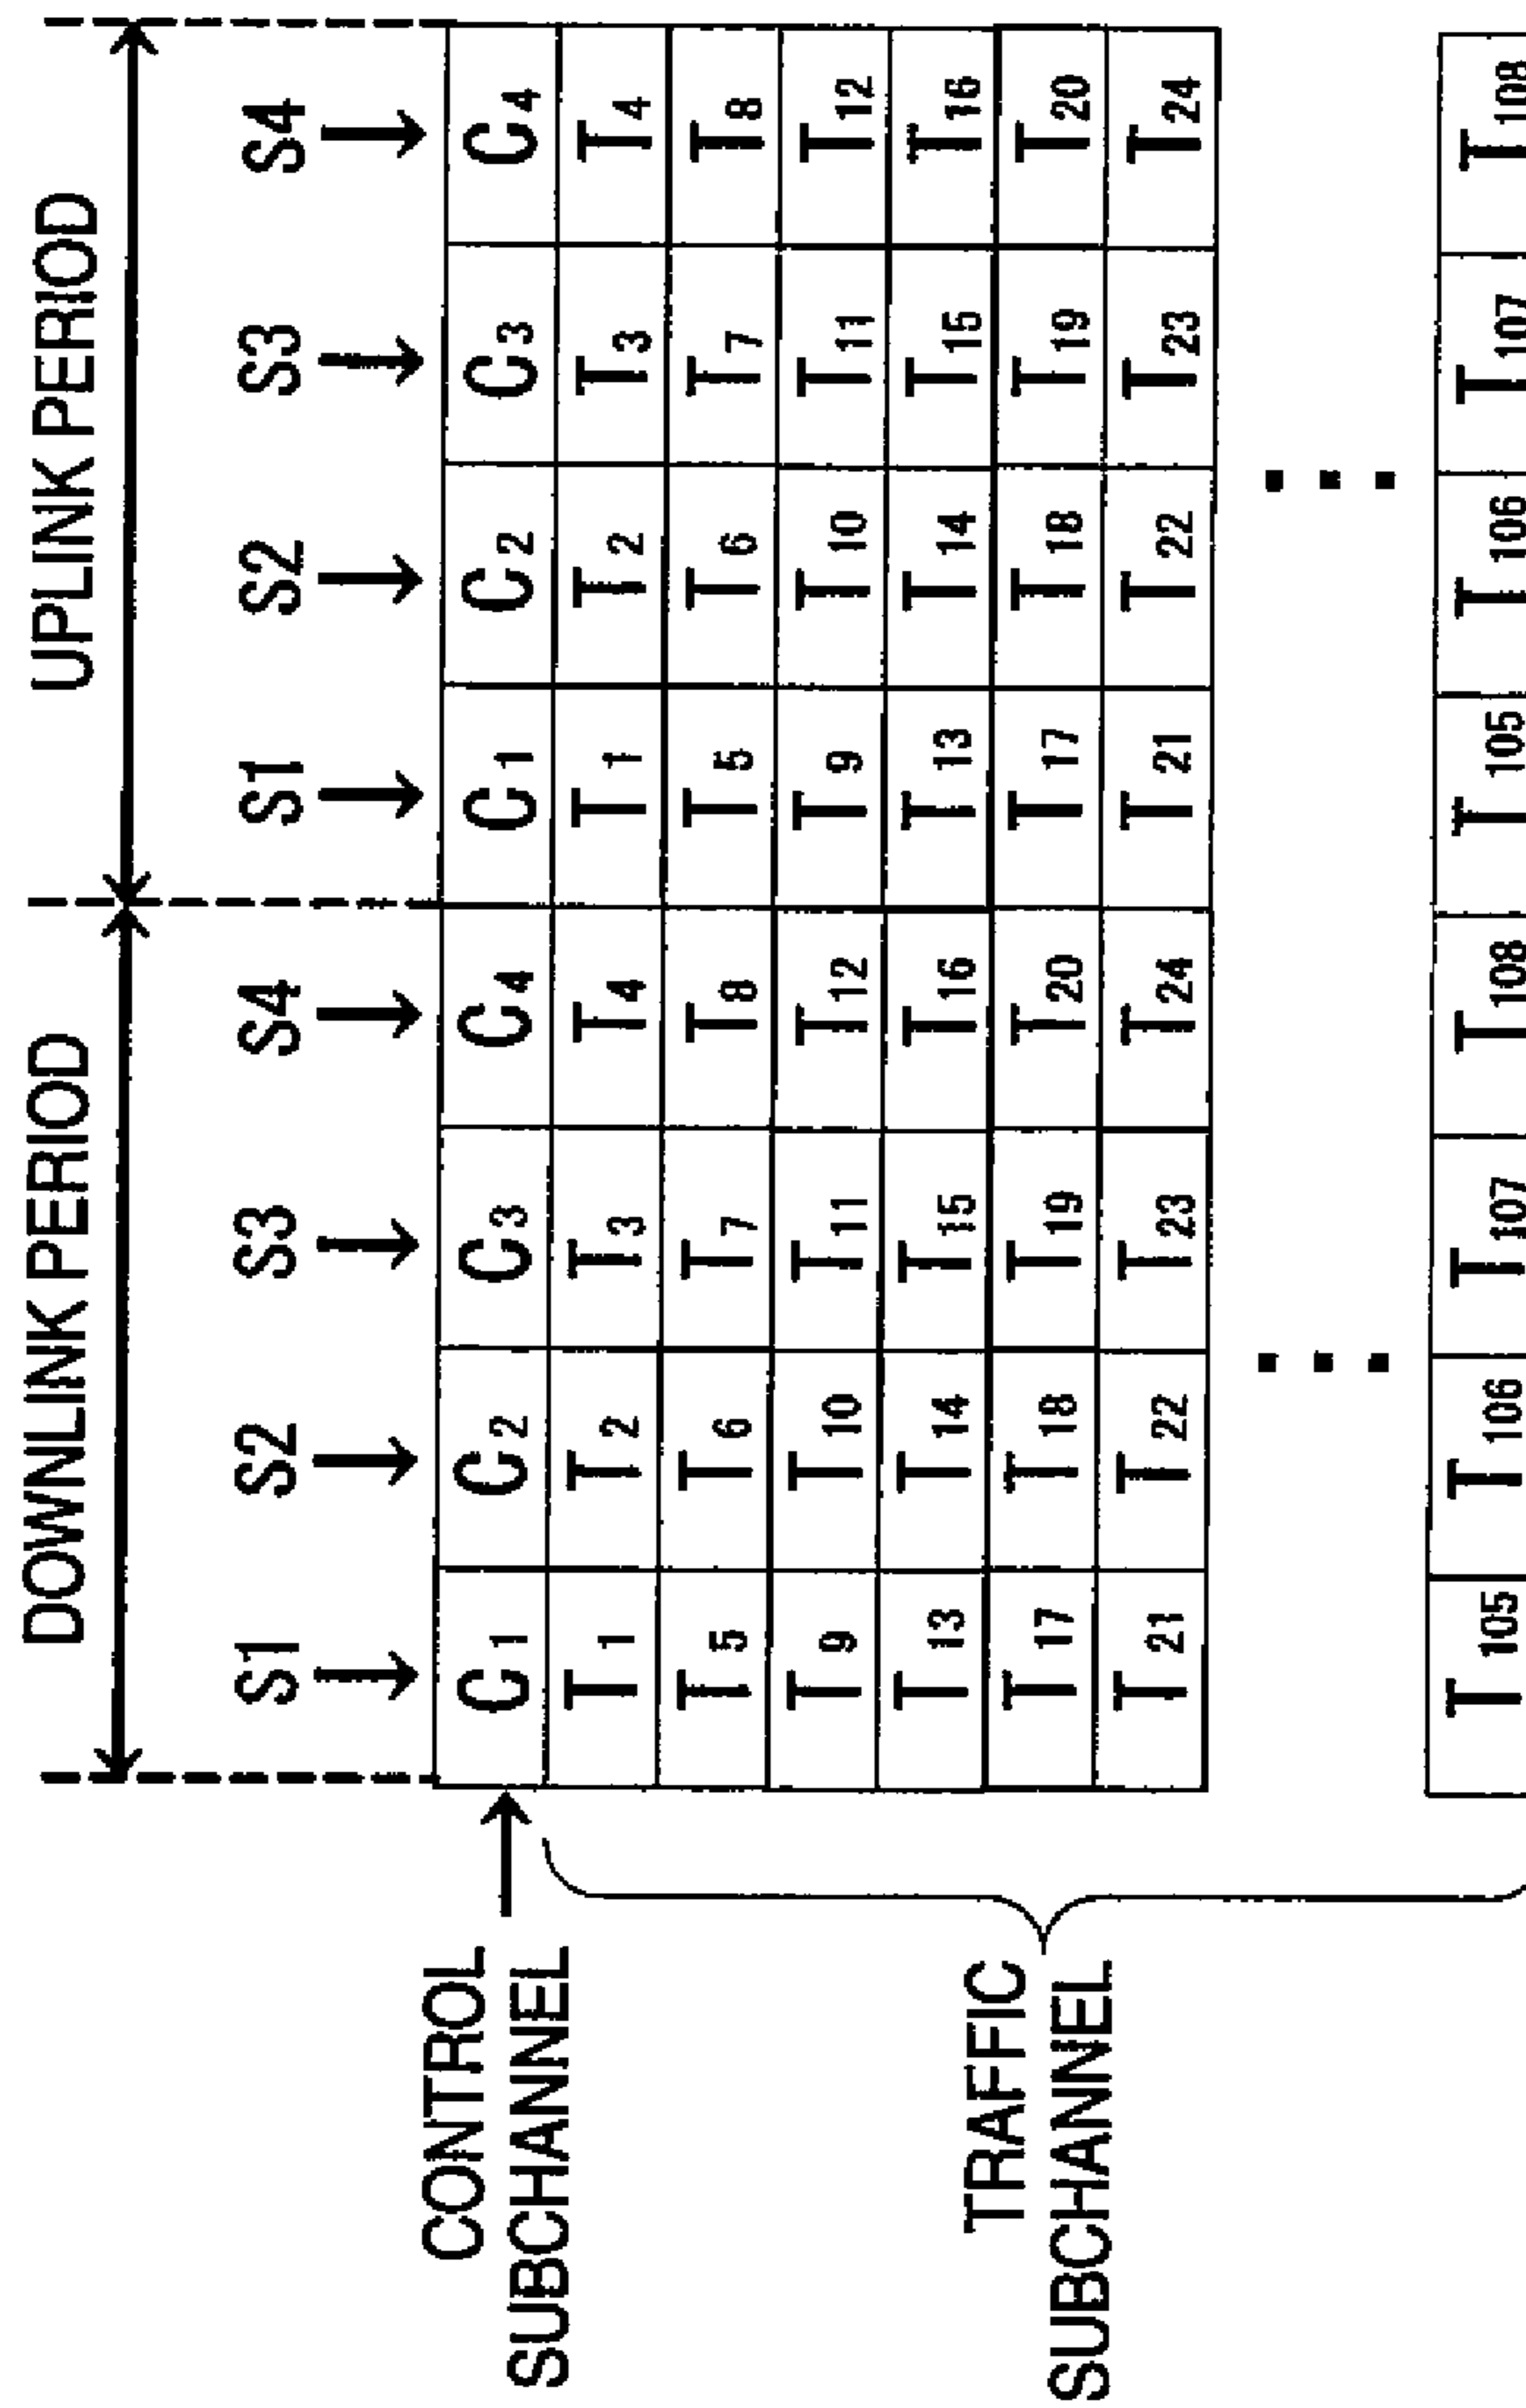 DOWNLINK PERIOD UPLINK PERIOD
S1 S2 S3 S4 S1 S2 S3 S4
CONTROL
SUBCHANNEL
C1 C2 C3 C4 C1 C2 C3 C4
T1 T2 T3 T4 T1 T2 T3 T4
T5 T6 T7 T8 T5 T6 T7 T8
T9 T10 T11 T12 T9 T10 T11 T12
TRAFFIC
SUBCHANNEL
T13 T14 T15 T16 T13 T14 T15 T16
T17 T18 T19 T20 T17 T18 T19 T20
T21 T22 T23 T24 T21 T22 T23 T24
T105 T106 T107 T108 T105 T106 T107 T108